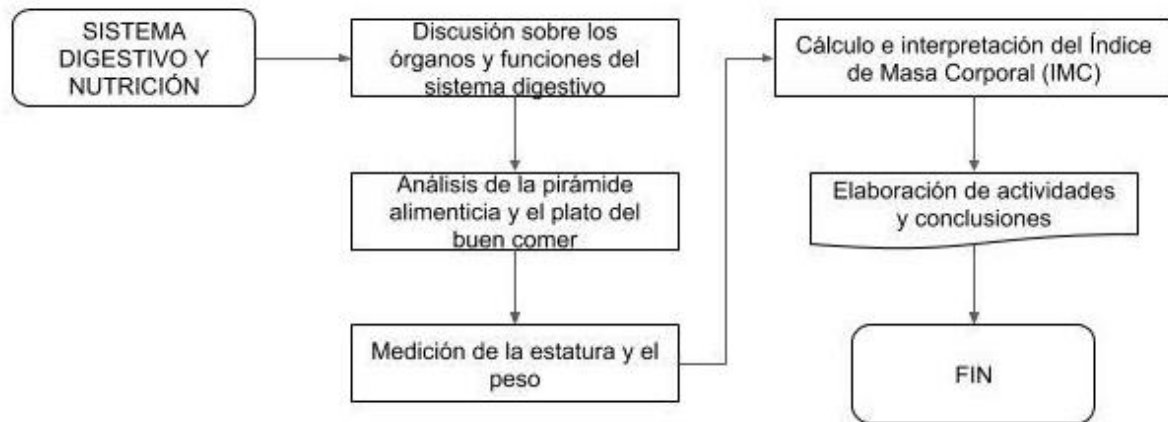 SISTEMA
DIGESTIVO Y
NUTRICIÓN
Discusión sobre los
órganos y funciones del
sistema digestivo
Análisis de la pirámide
alimenticia y el plato del
buen comer
Medición de la estatura y el
peso
Cálculo e interpretación del Índice
de Masa Corporal (IMC)
Elaboración de actividades
y conclusiones
FIN